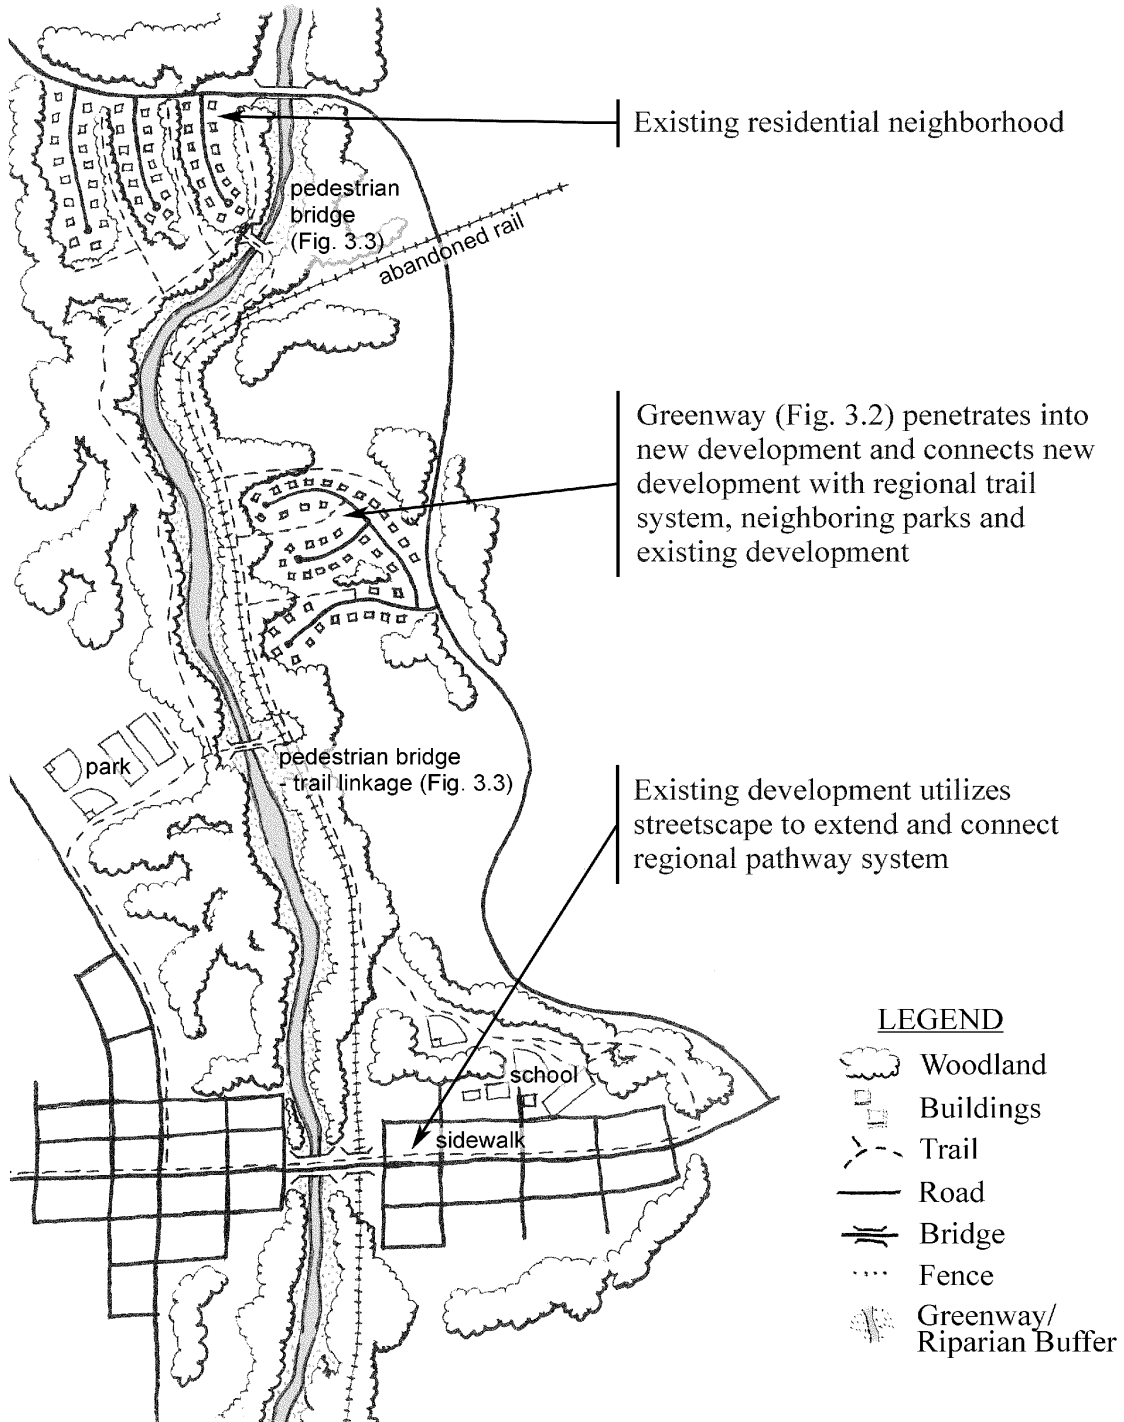 Existing residential neighborhood
pedestrian
bridge
(Fig. 3.3)
abandoned rail
Greenway (Fig. 3.2) penetrates into
new development and connects new
development with regional trail
system, neighboring parks and
existing development
park
pedestrian bridge
- trail linkage (Fig. 3.3)
Existing development utilizes
streetscape to extend and connect
regional pathway system
school
sidewalk
LEGEND
Woodland
Buildings
Trail
Road
Bridge
Fence
Greenway/
Riparian Buffer